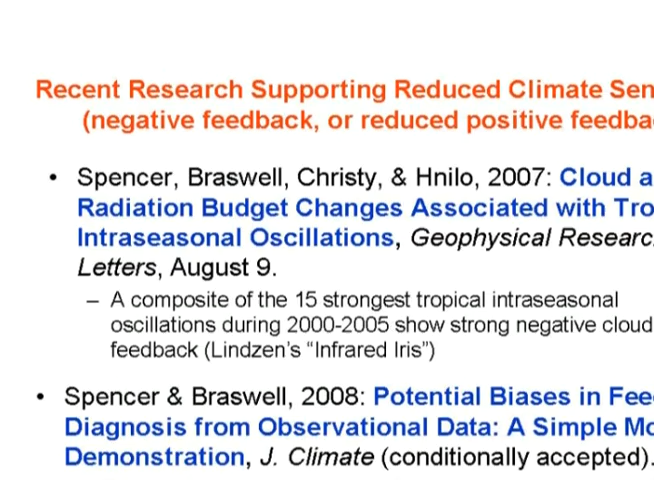 Recent Research Supporting Reduced Climate Sen
(negative feedback, or reduced positive feedba
• Spencer, Braswell, Christy, & Hnilo, 2007: Cloud a
Radiation Budget Changes Associated with Tro
Intraseasonal Oscillations, Geophysical Researc
Letters, August 9.
– A composite of the 15 strongest tropical intraseasonal
oscillations during 2000-2005 show strong negative cloud
feedback (Lindzen's “Infrared Iris”)
• Spencer & Braswell, 2008: Potential Biases in Fee
Diagnosis from Observational Data: A Simple Mo
Demonstration, J. Climate (conditionally accepted).